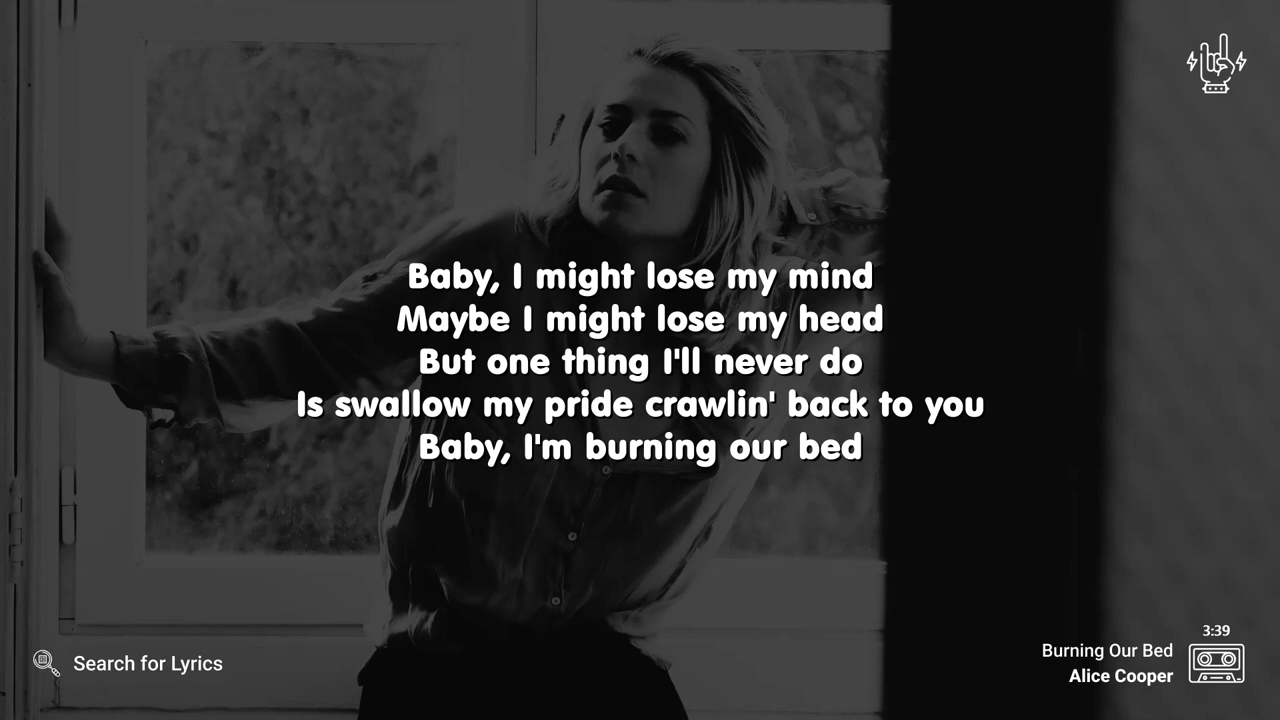 Baby, I might lose my mind
Maybe I might lose my head
But one thing I'll never do
Is swallow my pride crawlin' back to you
Baby, I'm burning our bed
3:39
Search for Lyrics
Burning Our Bed
Alice Cooper